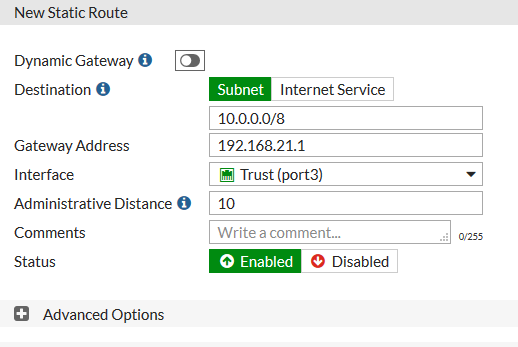 New Static Route
Dynamic Gateway
Destination Subnet Internet Service
10.0.0.0/8
Gateway Address 192.168.21.1
Interface Trust (port3)
Administrative Distance 10
Comments Write a comment... 0/255
Status Enabled Disabled
Advanced Options